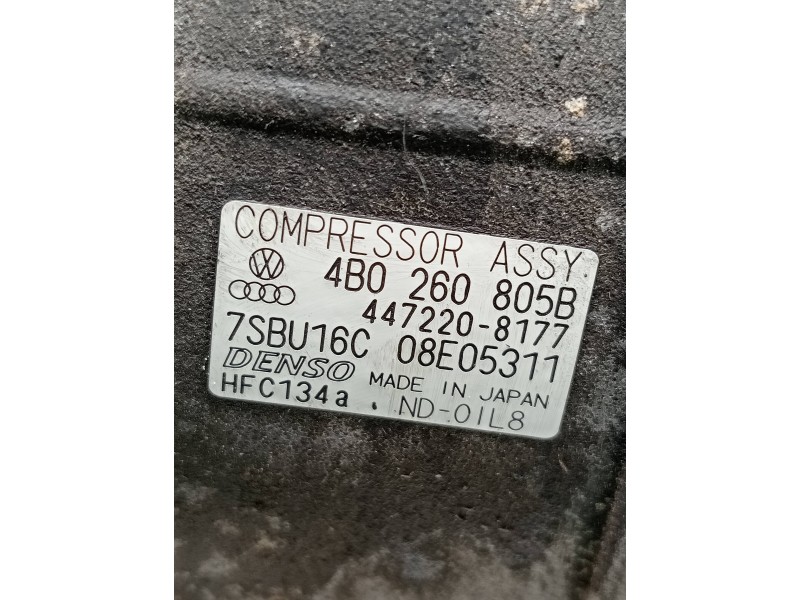 COMPRESSOR ASSY
4B0 260 805B
447220-8177
7SBU16C 08E05311
DENSO MADE IN JAPAN
HFC134a. ND-OIL8